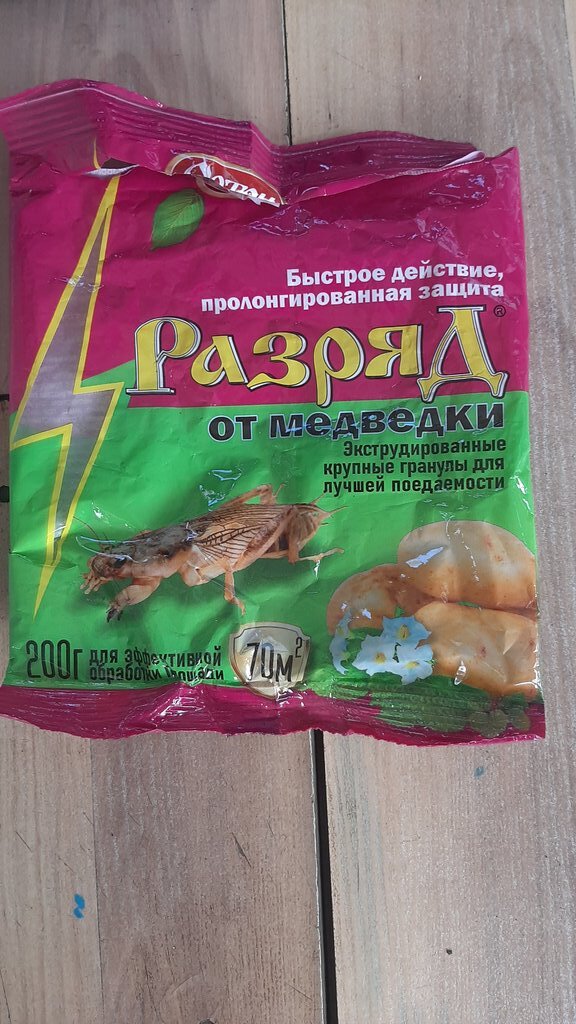 Быстрое действие,
пролонгированная защита
РазряД®
от медведки
Экструдированные
крупные гранулы для
лучшей поедаемости
200г для эффективной
обработки площади
70м²